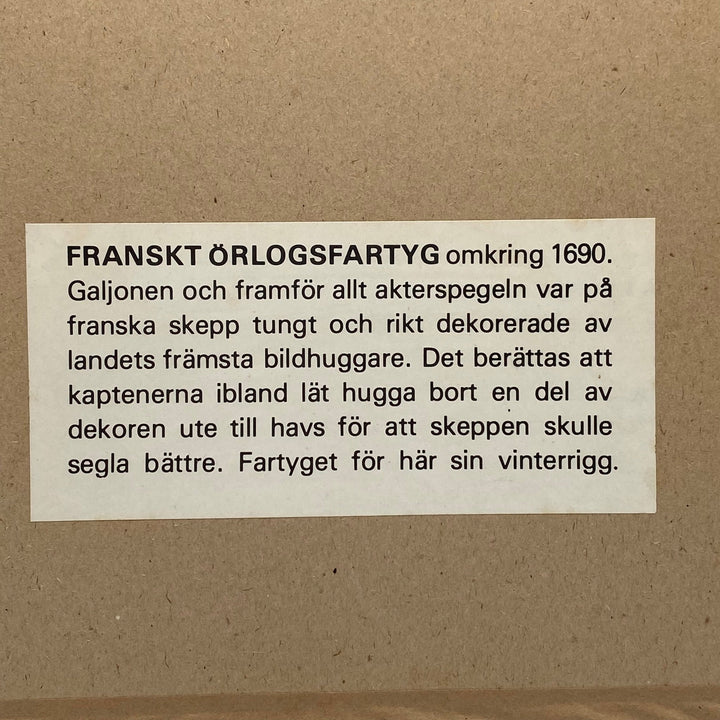 FRANSKT ÖRLOGSFARTYG omkring 1690.
Galjonen och framför allt akterspegeln var på
franska skepp tungt och rikt dekorerade av
landets främsta bildhuggare. Det berättas att
kaptenerna ibland lät hugga bort en del av
dekoren ute till havs för att skeppen skulle
segla bättre. Fartyget för här sin vinterrigg.